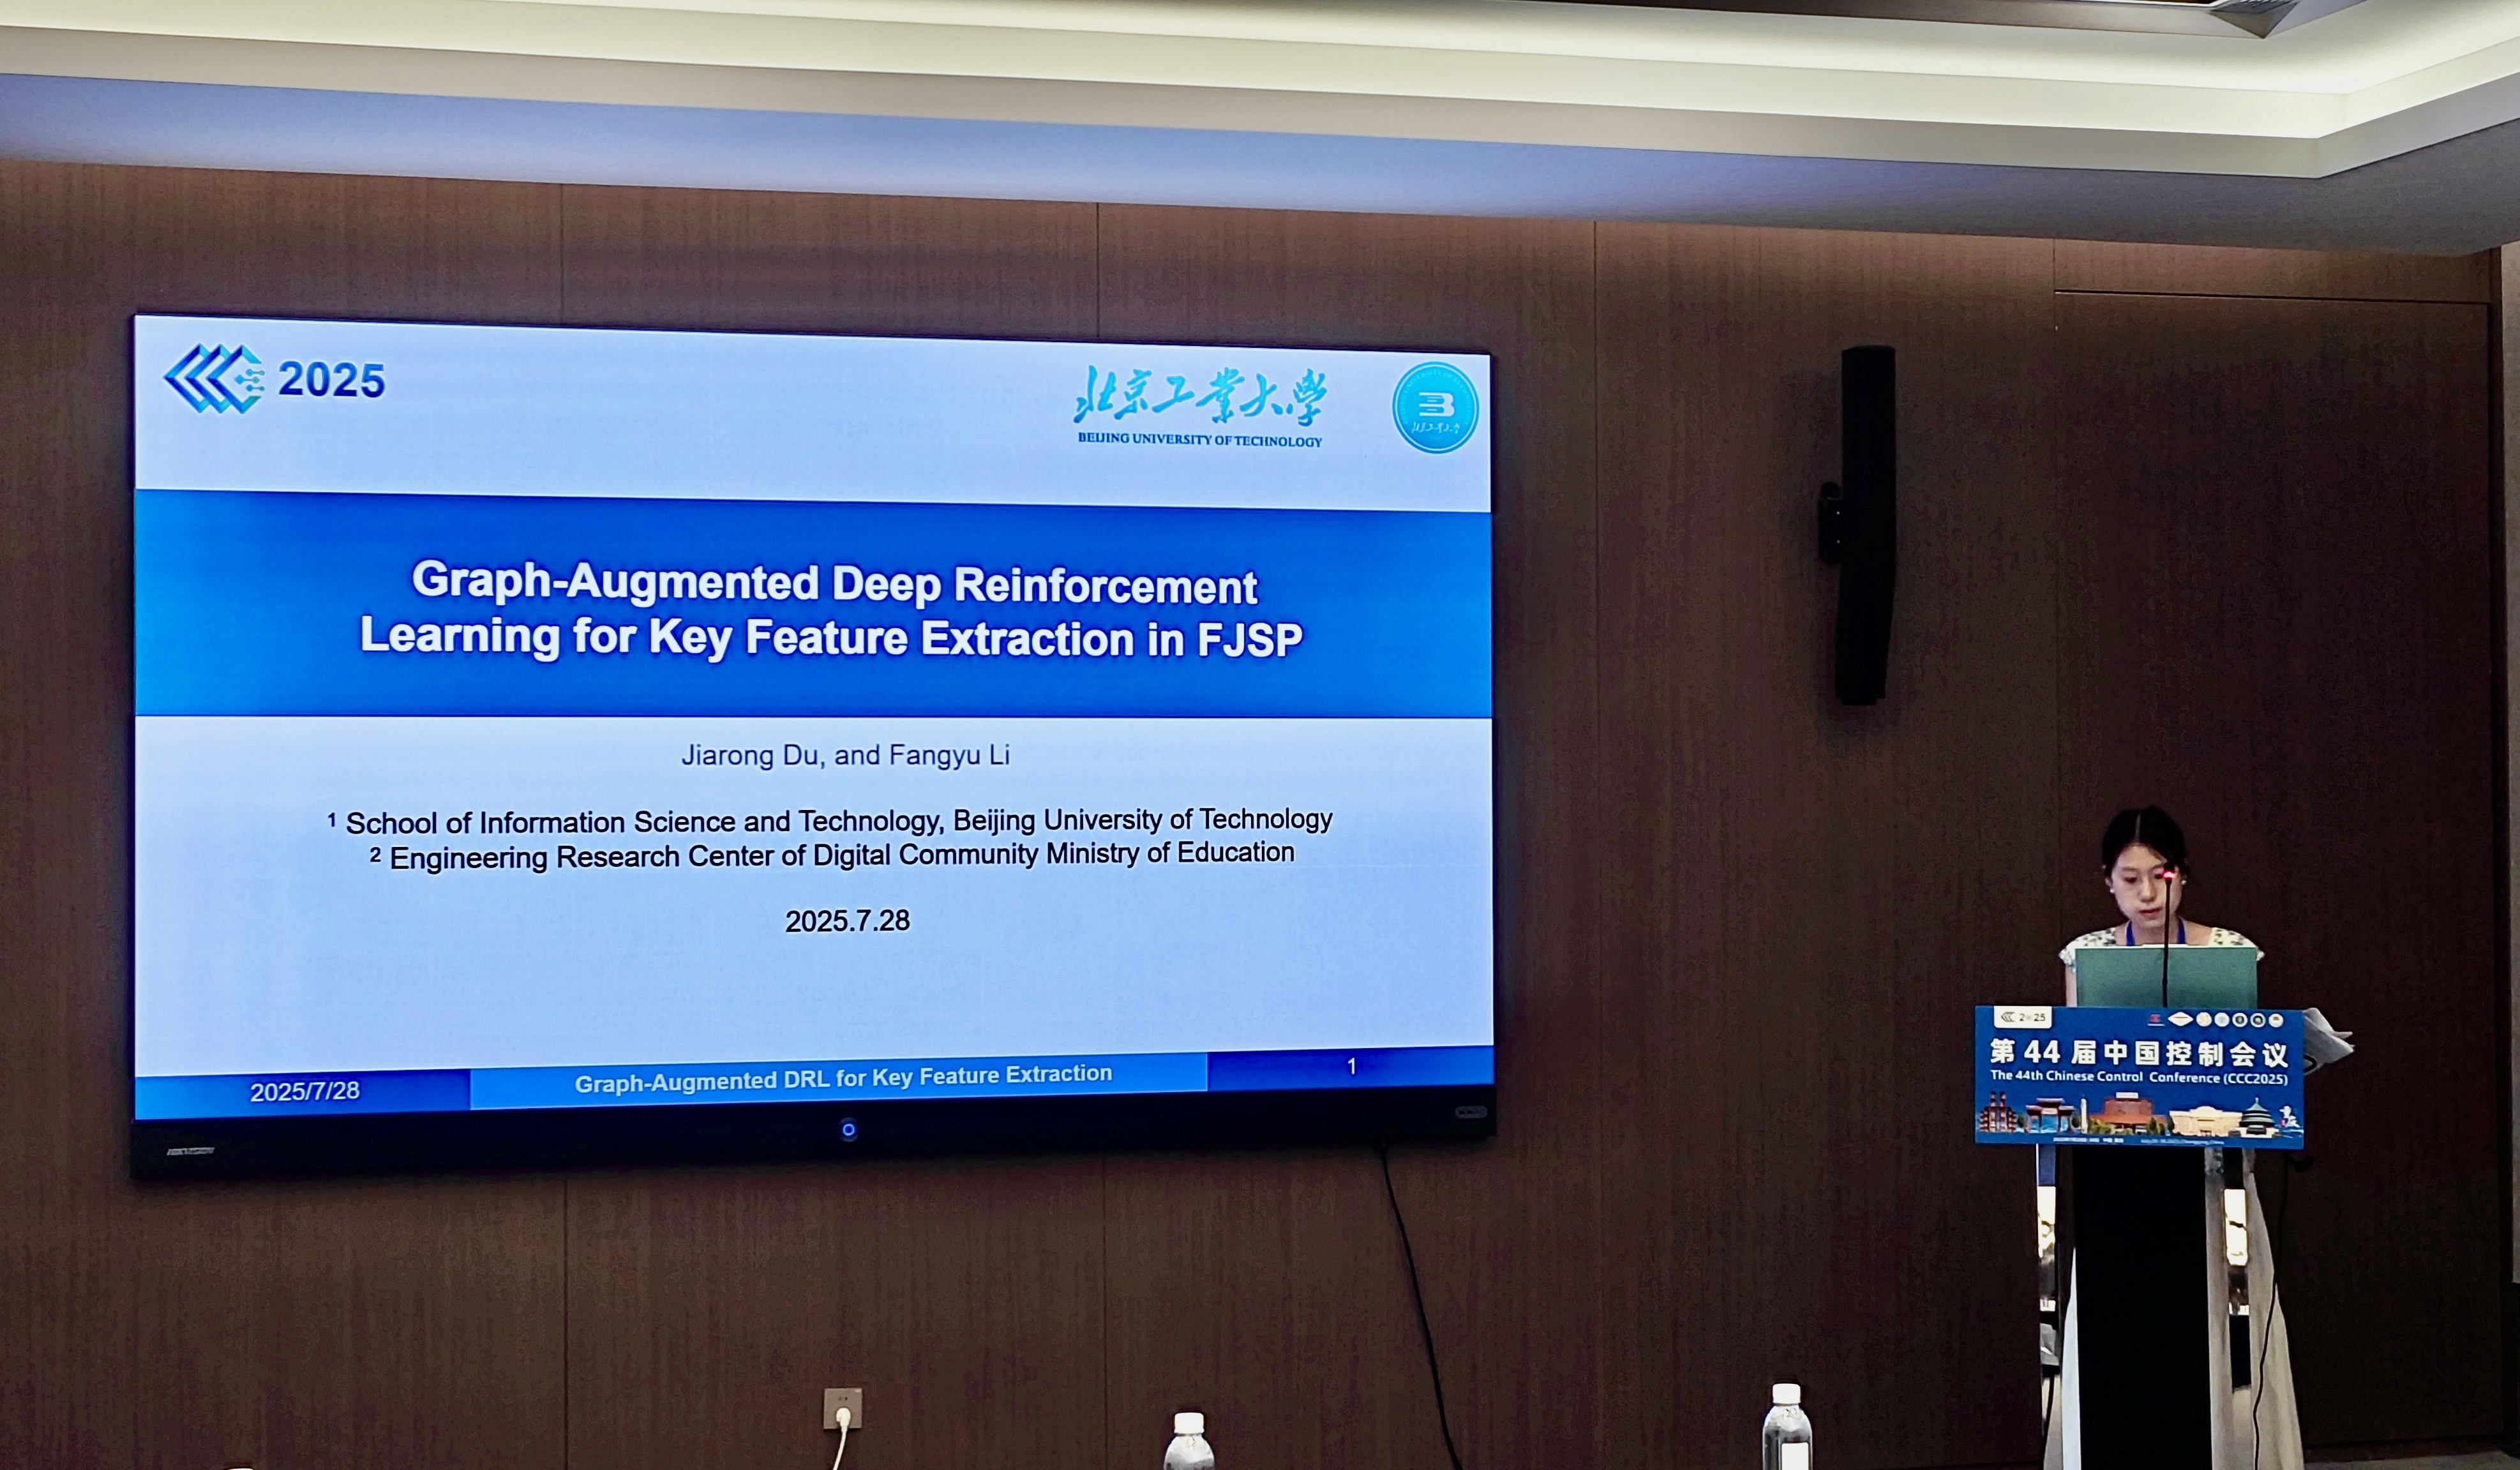 2025
北京工業大學
BEIJING UNIVERSITY OF TECHNOLOGY
B
Graph-Augmented Deep Reinforcement
Learning for Key Feature Extraction in FJSP
Jiarong Du, and Fangyu Li
¹ School of Information Science and Technology, Beijing University of Technology
² Engineering Research Center of Digital Community Ministry of Education
2025.7.28
2025/7/28
Graph-Augmented DRL for Key Feature Extraction
1
HIKVISION
第 44 届中国控制会议
The 44th Chinese Control Conference (CCC2025)